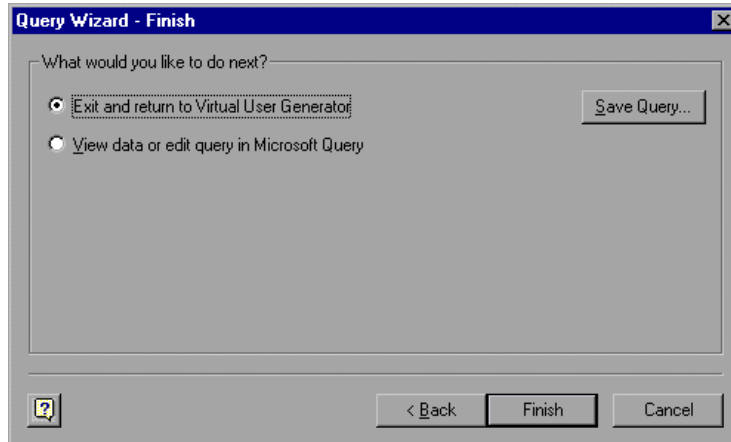 Query Wizard - Finish
What would you like to do next?
Exit and return to Virtual User Generator
Save Query...
View data or edit query in Microsoft Query
?
< Back
Finish
Cancel